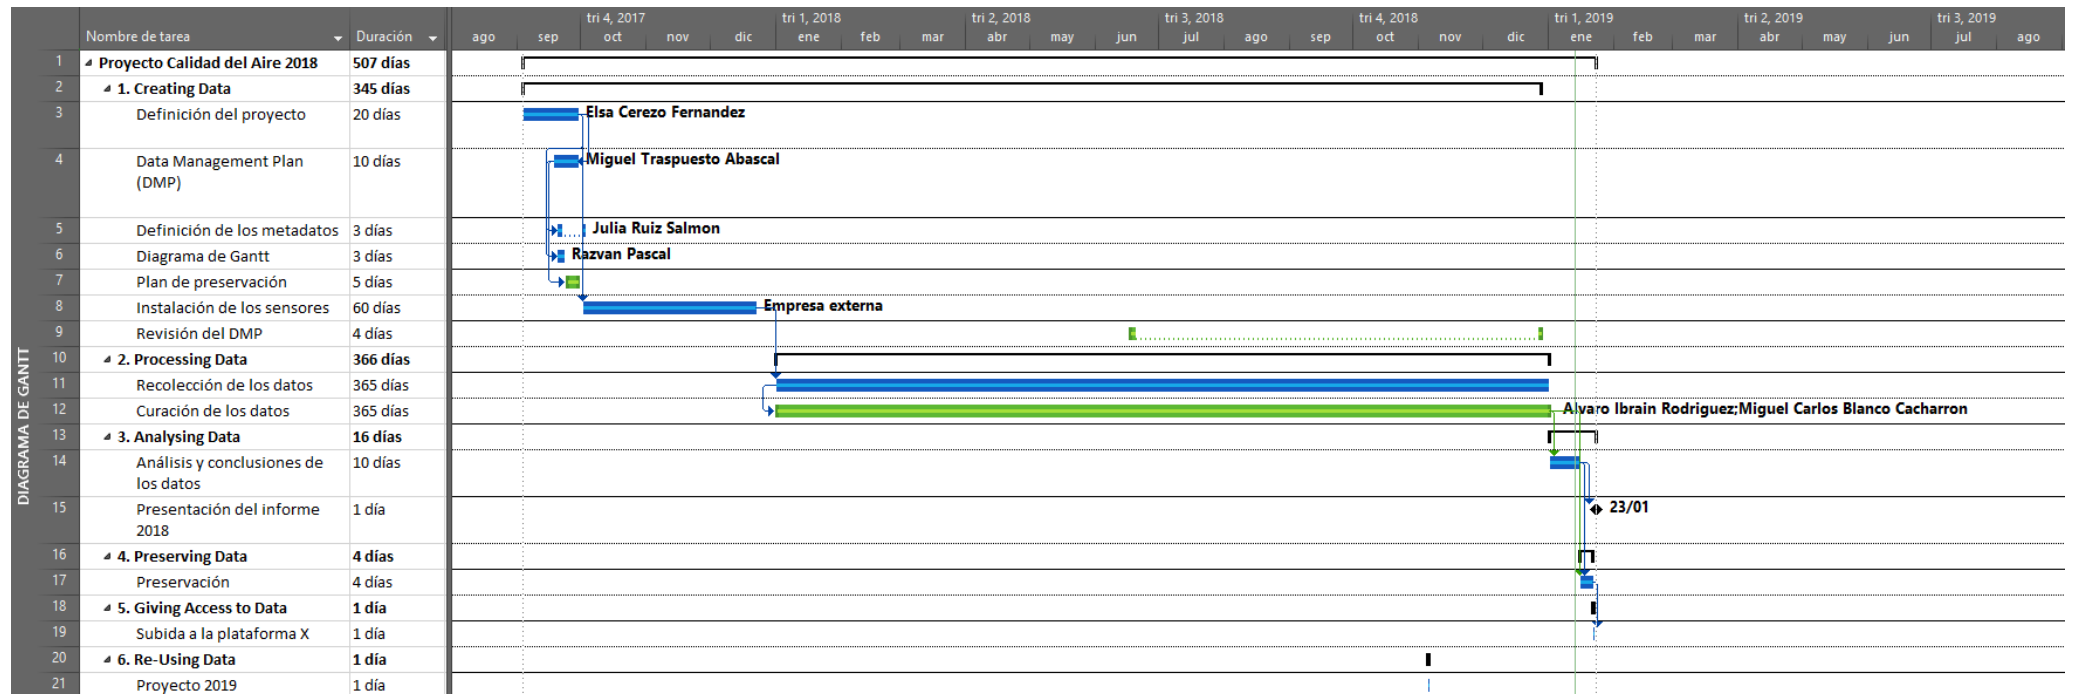 tri 4, 2017 tri 1, 2018 tri 2, 2018 tri 3, 2018 tri 4, 2018 tri 1, 2019 tri 2, 2019 tri 3, 2019
Nombre de tarea Duración ago sep oct nov dic ene feb mar abr may jun jul ago sep oct nov dic ene feb mar abr may jun jul ago
1 Proyecto Calidad del Aire 2018 507 días
2 1. Creating Data 345 días
3 Definición del proyecto 20 días Elsa Cerezo Fernandez
4 Data Management Plan 10 días Miguel Traspuesto Abascal
(DMP)
5 Definición de los metadatos 3 días Julia Ruiz Salmon
6 Diagrama de Gantt 3 días Razvan Pascal
7 Plan de preservación 5 días
8 Instalación de los sensores 60 días Empresa externa
9 Revisión del DMP 4 días
10 2. Processing Data 366 días
11 Recolección de los datos 365 días
12 Curación de los datos 365 días Alvaro Ibrain Rodriguez;Miguel Carlos Blanco Cacharron
13 3. Analysing Data 16 días
14 Análisis y conclusiones de 10 días
los datos
15 Presentación del informe 1 día 23/01
2018
16 4. Preserving Data 4 días
17 Preservación 4 días
18 5. Giving Access to Data 1 día
19 Subida a la plataforma X 1 día
20 6. Re-Using Data 1 día
21 Proyecto 2019 1 día
DIAGRAMA DE GANTT